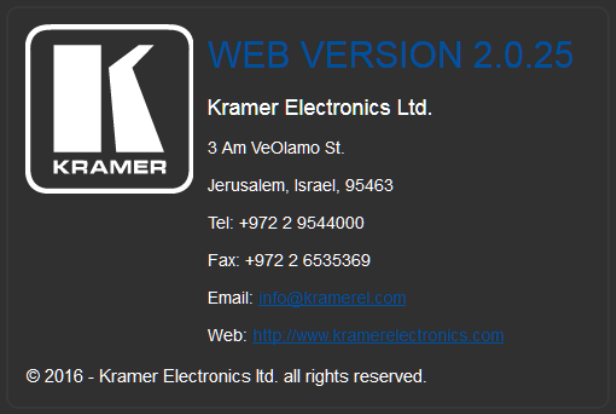 KRAMER
WEB VERSION 2.0.25
Kramer Electronics Ltd.
3 Am VeOlamo St.
Jerusalem, Israel, 95463
Tel: +972 2 9544000
Fax: +972 2 6535369
Email: info@kramerel.com
Web: http://www.kramerelectronics.com
© 2016 - Kramer Electronics ltd. all rights reserved.